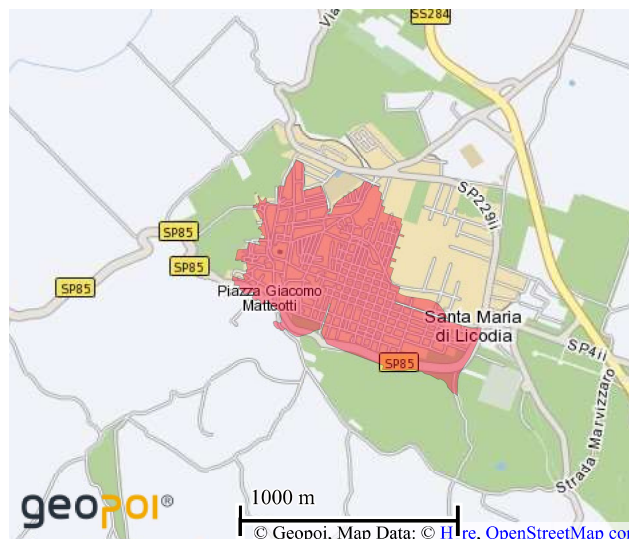 SS284
Via
SP229ii
SP85
SP85
SP85
Piazza Giacomo
Matteotti
Santa Maria
di Licodia
SP4ii
SP85
Strada Marvizzaro
geopoi®
1000 m
© Geopoi, Map Data: © Here, OpenStreetMap con